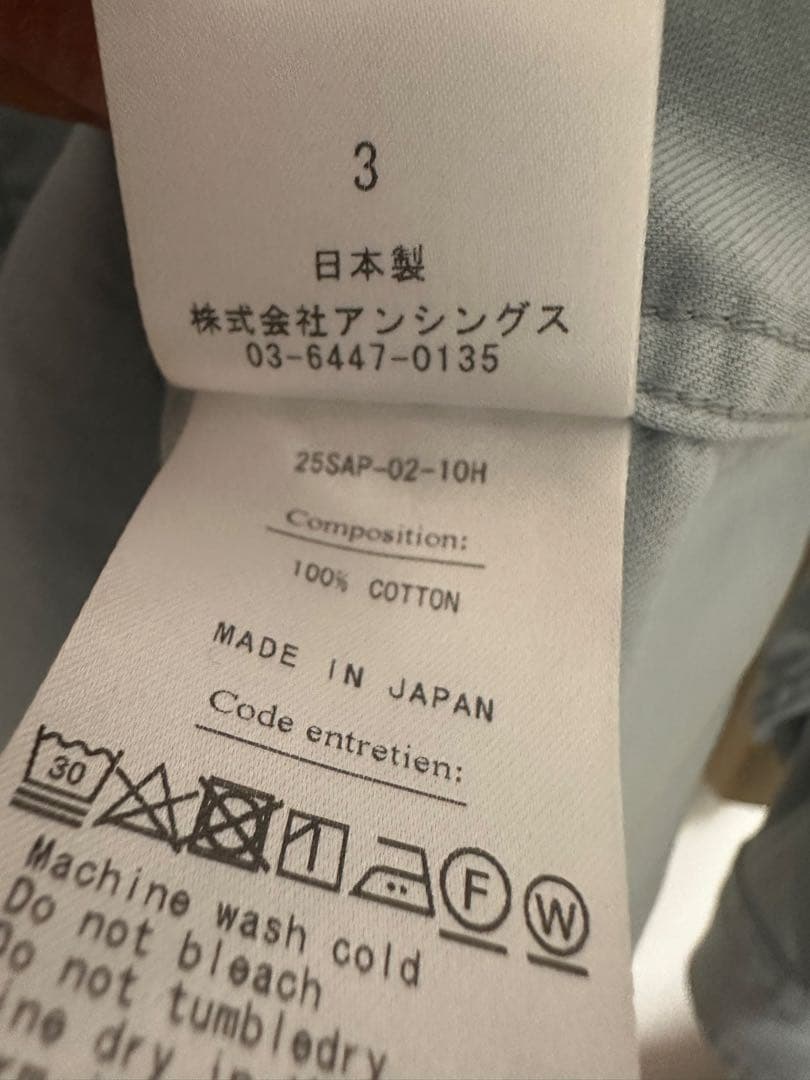 3
日本製
株式会社アンシングス
03-6447-0135
25SAP-02-10H
Composition:
100% COTTON
MADE IN JAPAN
Code entretien:
30 F W
Machine wash cold
Do not bleach
Do not tumbledry
dry in